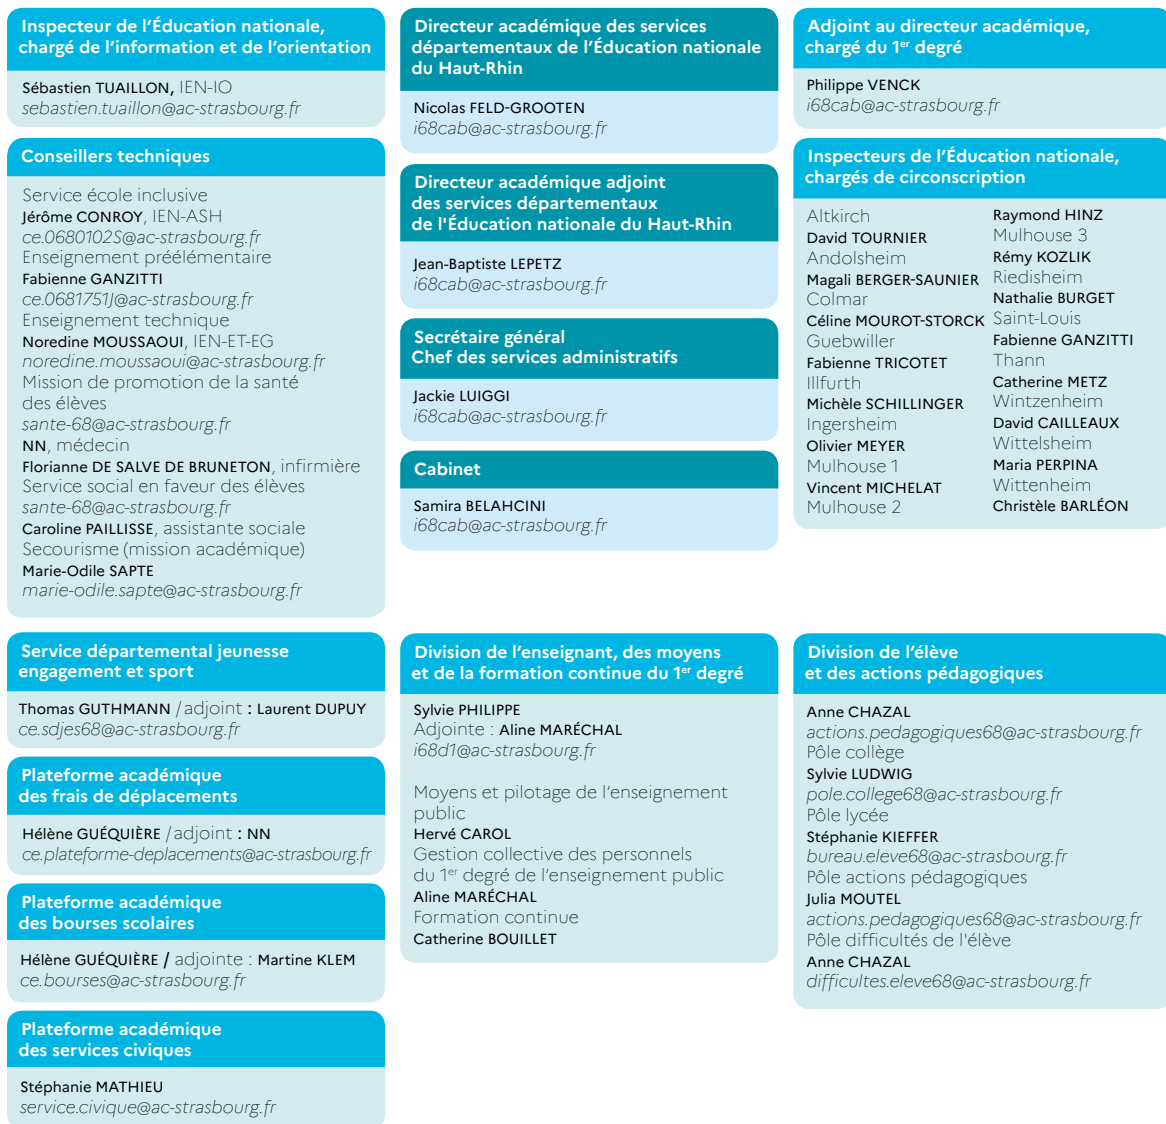 Inspecteur de l'Éducation nationale,
chargé de l'information et de l'orientation
Sébastien TUAILLON, IEN-IO
sebastien.tuaillon@ac-strasbourg.fr
Conseillers techniques
Service école inclusive
Jérôme CONROY, IEN-ASH
ce.0680102S@ac-strasbourg.fr
Enseignement préélémentaire
Fabienne GANZITTI
ce.0681751J@ac-strasbourg.fr
Enseignement technique
Noredine MOUSSAOUI, IEN-ET-EG
noredine.moussaoui@ac-strasbourg.fr
Mission de promotion de la santé
des élèves
sante-68@ac-strasbourg.fr
NN, médecin
Florianne DE SALVE DE BRUNETON, infirmière
Service social en faveur des élèves
sante-68@ac-strasbourg.fr
Caroline PAILLISSE, assistante sociale
Secourisme (mission académique)
Marie-Odile SAPTE
marie-odile.sapte@ac-strasbourg.fr
Directeur académique des services
départementaux de l'Éducation nationale
du Haut-Rhin
Nicolas FELD-GROOTEN
i68cab@ac-strasbourg.fr
Directeur académique adjoint
des services départementaux
de l'Éducation nationale du Haut-Rhin
Jean-Baptiste LEPETZ
i68cab@ac-strasbourg.fr
Secrétaire général
Chef des services administratifs
Jackie LUIGGI
i68cab@ac-strasbourg.fr
Cabinet
Samira BELAHCINI
i68cab@ac-strasbourg.fr
Adjoint au directeur académique,
chargé du 1er degré
Philippe VENCK
i68cab@ac-strasbourg.fr
Inspecteurs de l'Éducation nationale,
chargés de circonscription
Altkirch
David TOURNIER
Andolsheim
Magali BERGER-SAUNIER
Colmar
Céline MOUROT-STORCK
Guebwiller
Fabienne TRICOTET
Illfurth
Michèle SCHILLINGER
Ingersheim
Olivier MEYER
Mulhouse 1
Vincent MICHELAT
Mulhouse 2
Raymond HINZ
Mulhouse 3
Rémy KOZLIK
Riedisheim
Nathalie BURGET
Saint-Louis
Fabienne GANZITTI
Thann
Catherine METZ
Wintzenheim
David CAILLEAUX
Wittelsheim
Maria PERPINA
Wittenheim
Christèle BARLÉON
Service départemental jeunesse
engagement et sport
Thomas GUTHMANN / adjoint : Laurent DUPUY
ce.sdjes68@ac-strasbourg.fr
Plateforme académique
des frais de déplacements
Hélène GUÉQUIÈRE / adjoint : NN
ce.plateforme-deplacements@ac-strasbourg.fr
Plateforme académique
des bourses scolaires
Hélène GUÉQUIÈRE / adjointe : Martine KLEM
ce.bourses@ac-strasbourg.fr
Plateforme académique
des services civiques
Stéphanie MATHIEU
service.civique@ac-strasbourg.fr
Division de l'enseignant, des moyens
et de la formation continue du 1er degré
Sylvie PHILIPPE
Adjointe : Aline MARÉCHAL
i68d1@ac-strasbourg.fr
Moyens et pilotage de l'enseignement
public
Hervé CAROL
Gestion collective des personnels
du 1er degré de l'enseignement public
Aline MARÉCHAL
Formation continue
Catherine BOUILLET
Division de l'élève
et des actions pédagogiques
Anne CHAZAL
actions.pedagogiques68@ac-strasbourg.fr
Pôle collège
Sylvie LUDWIG
pole.college68@ac-strasbourg.fr
Pôle lycée
Stéphanie KIEFFER
bureau.eleve68@ac-strasbourg.fr
Pôle actions pédagogiques
Julia MOUTEL
actions.pedagogiques68@ac-strasbourg.fr
Pôle difficultés de l'élève
Anne CHAZAL
difficultes.eleve68@ac-strasbourg.fr